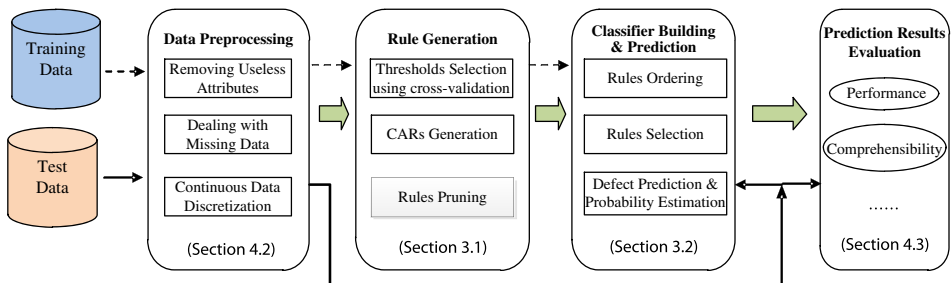 Training
Data
Test
Data
Data Preprocessing
Removing Useless
Attributes
Dealing with
Missing Data
Continuous Data
Discretization
(Section 4.2)
Rule Generation
Thresholds Selection
using cross-validation
CARs Generation
Rules Pruning
(Section 3.1)
Classifier Building
& Prediction
Rules Ordering
Rules Selection
Defect Prediction &
Probability Estimation
(Section 3.2)
Prediction Results
Evaluation
Performance
Comprehensibility
......
(Section 4.3)